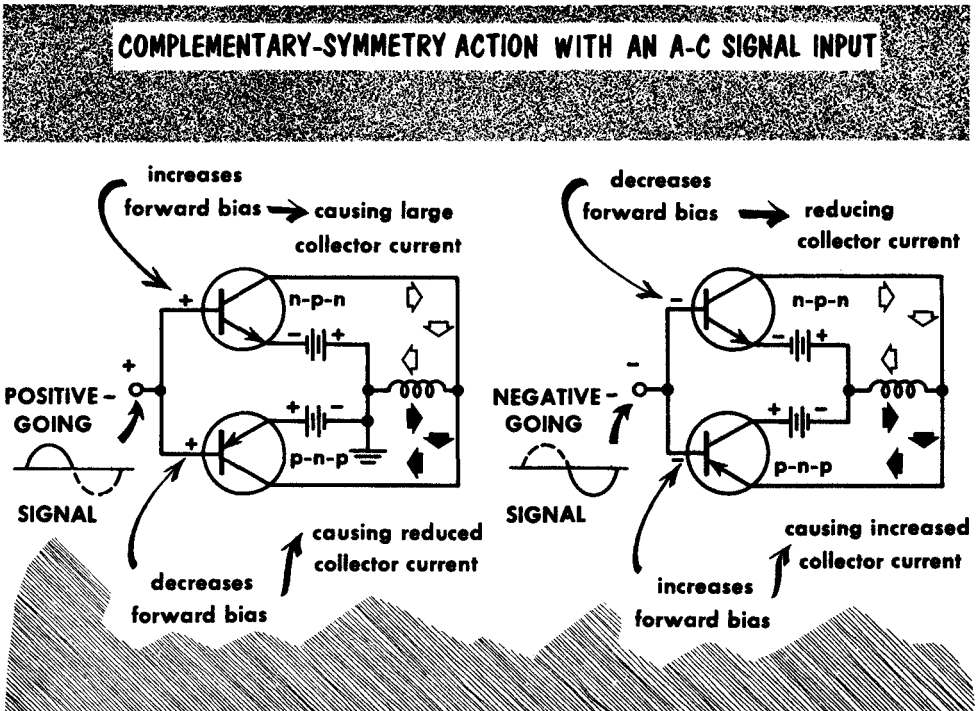 COMPLEMENTARY-SYMMETRY ACTION WITH AN A-C SIGNAL INPUT
increases
forward bias
causing large
collector current
+
n-p-n
- +
+
POSITIVE-
GOING
SIGNAL
+ -
+
p-n-p
causing reduced
collector current
decreases
forward bias
decreases
forward bias
reducing
collector current
-
n-p-n
- +
-
NEGATIVE-
GOING
SIGNAL
+ -
-
p-n-p
causing increased
collector current
increases
forward bias